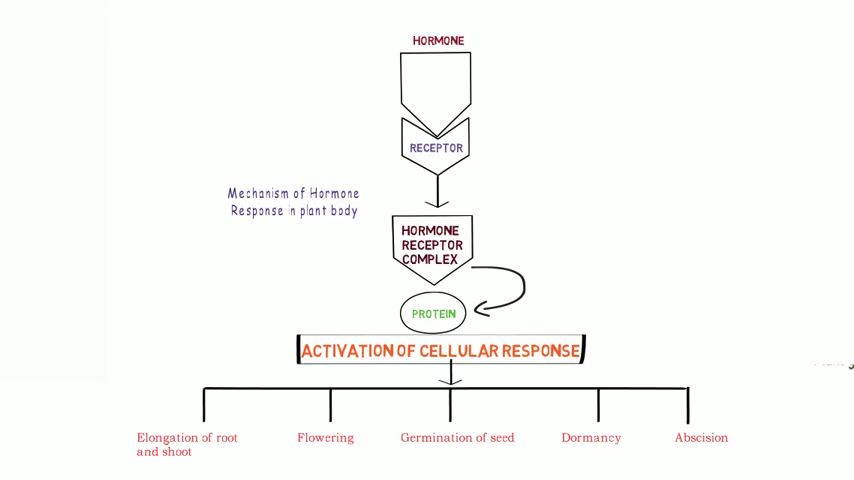 HORMONE
RECEPTOR
Mechanism of Hormone
Response in plant body
HORMONE
RECEPTOR
COMPLEX
PROTEIN
ACTIVATION OF CELLULAR RESPONSE
Elongation of root
and shoot
Flowering
Germination of seed
Dormancy
Abscision